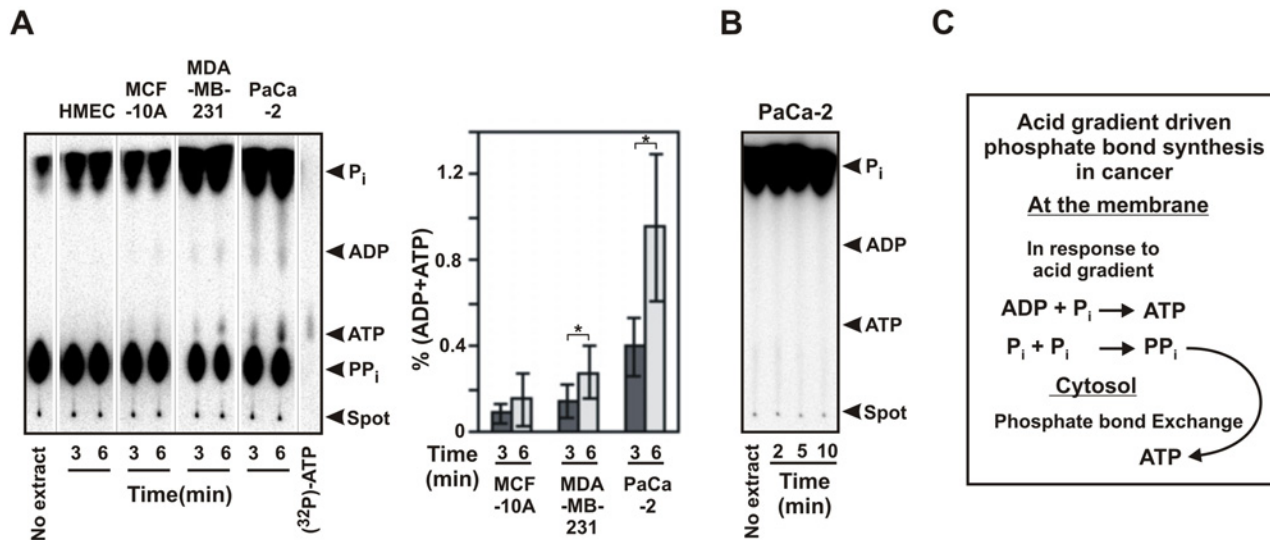 A
HMEC
MCF
-10A
MDA
-MB-
231
PaCa
-2
Pi
ADP
ATP
PPi
Spot
No extract
3 6 3 6 3 6 3 6
(32P)-ATP
Time(min)
% (ADP+ATP)
1.2
0.8
0.4
0
*
*
Time
(min)
3 6 3 6 3 6
MCF
-10A
MDA
-MB-
231
PaCa
-2
B
PaCa-2
Pi
ADP
ATP
Spot
No extract
2 5 10
Time
(min)
C
Acid gradient driven
phosphate bond synthesis
in cancer
At the membrane
In response to
acid gradient
ADP + Pi → ATP
Pi + Pi → PPi
Cytosol
Phosphate bond Exchange
ATP